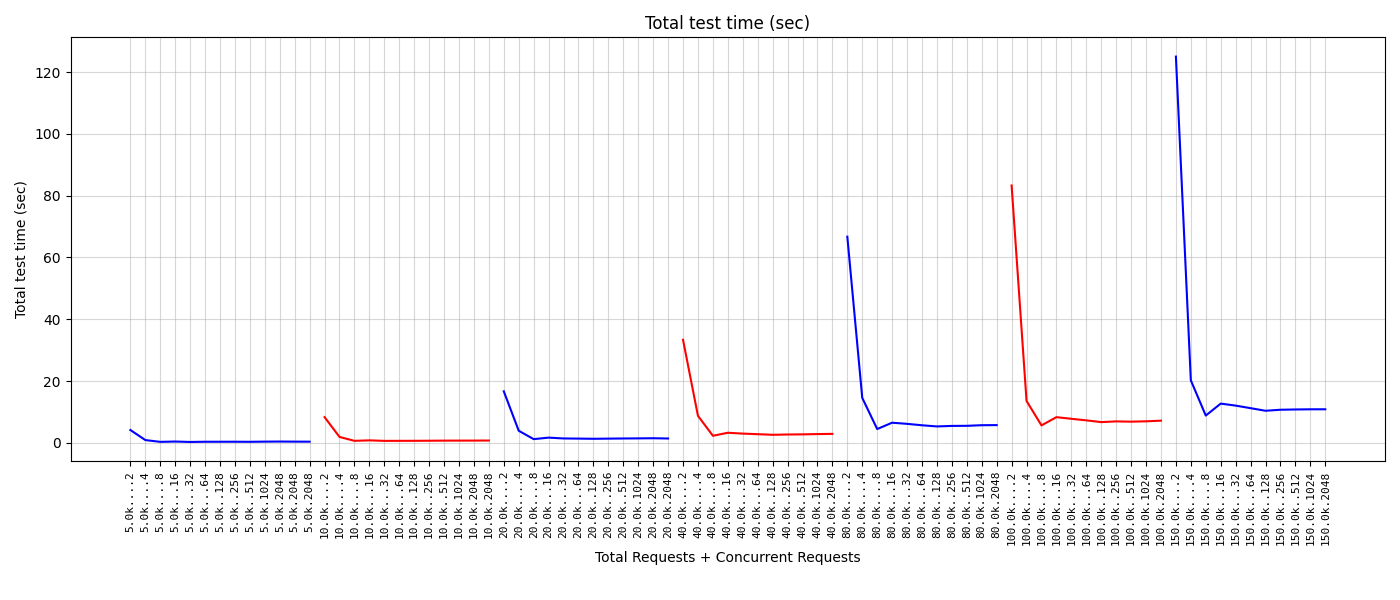 Total test time (sec)
120
100
80
60
40
20
0
Total test time (sec)
5.0k....2
5.0k....4
5.0k....8
5.0k...16
5.0k...32
5.0k...64
5.0k..128
5.0k..256
5.0k..512
5.0k.1024
5.0k.2048
5.0k.2048
5.0k.2048
10.0k....2
10.0k....4
10.0k....8
10.0k...16
10.0k...32
10.0k...64
10.0k..128
10.0k..256
10.0k..512
10.0k.1024
10.0k.2048
10.0k.2048
20.0k....2
20.0k....4
20.0k....8
20.0k...16
20.0k...32
20.0k...64
20.0k..128
20.0k..256
20.0k..512
20.0k.1024
20.0k.2048
20.0k.2048
40.0k....2
40.0k....4
40.0k....8
40.0k...16
40.0k...32
40.0k...64
40.0k..128
40.0k..256
40.0k..512
40.0k.1024
40.0k.2048
80.0k....2
80.0k....4
80.0k....8
80.0k...16
80.0k...32
80.0k...64
80.0k..128
80.0k..256
80.0k..512
80.0k.1024
80.0k.2048
100.0k....2
100.0k....4
100.0k....8
100.0k...16
100.0k...32
100.0k...64
100.0k..128
100.0k..256
100.0k..512
100.0k.1024
100.0k.2048
150.0k....2
150.0k....4
150.0k....8
150.0k...16
150.0k...32
150.0k...64
150.0k..128
150.0k..256
150.0k..512
150.0k.1024
150.0k.2048
Total Requests + Concurrent Requests